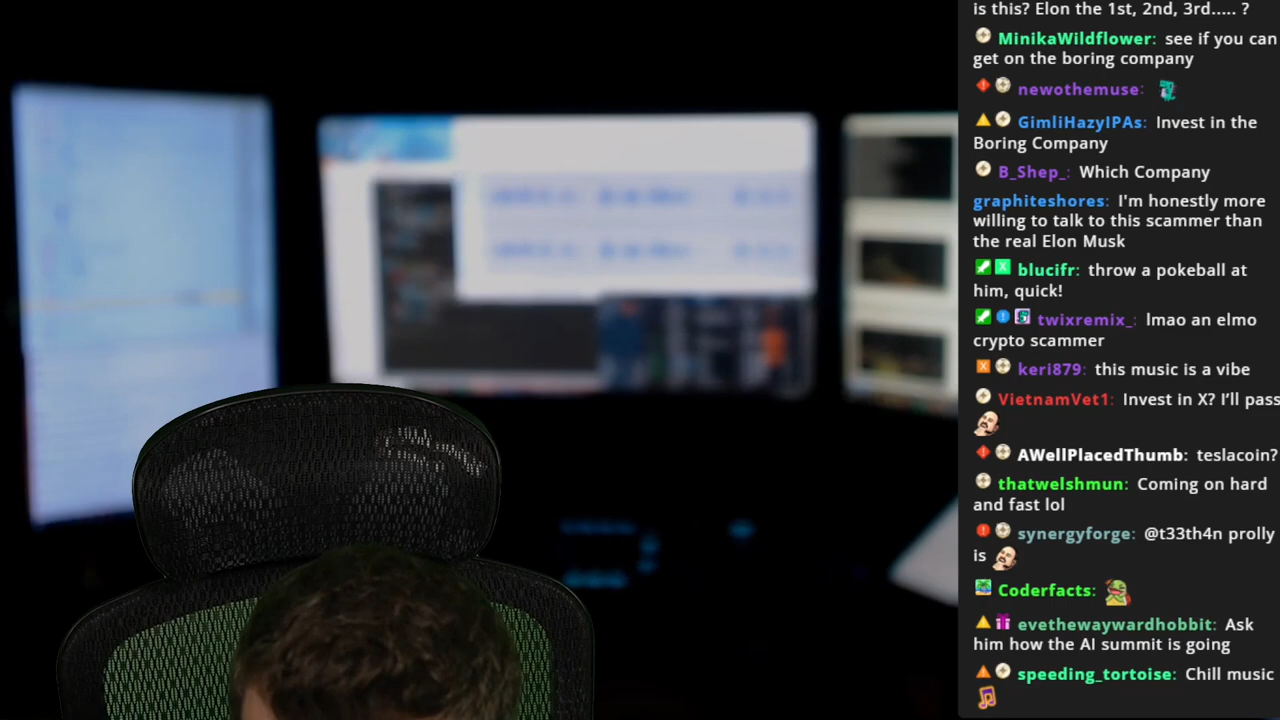 is this? Elon the 1st, 2nd, 3rd..... ?
MinikaWildflower: see if you can
get on the boring company
newothemuse:
GimliHazyIPAs: Invest in the
Boring Company
B_Shep_: Which Company
graphiteshores: I'm honestly more
willing to talk to this scammer than
the real Elon Musk
blucifr: throw a pokeball at
him, quick!
twixremix_: lmao an elmo
crypto scammer
keri879: this music is a vibe
VietnamVet1: Invest in X? I'll pass
AWellPlacedThumb: teslacoin?
thatwelshmun: Coming on hard
and fast lol
synergyforge: @t33th4n prolly
is
Coderfacts:
evethewaywardhobbit: Ask
him how the AI summit is going
speeding_tortoise: Chill music